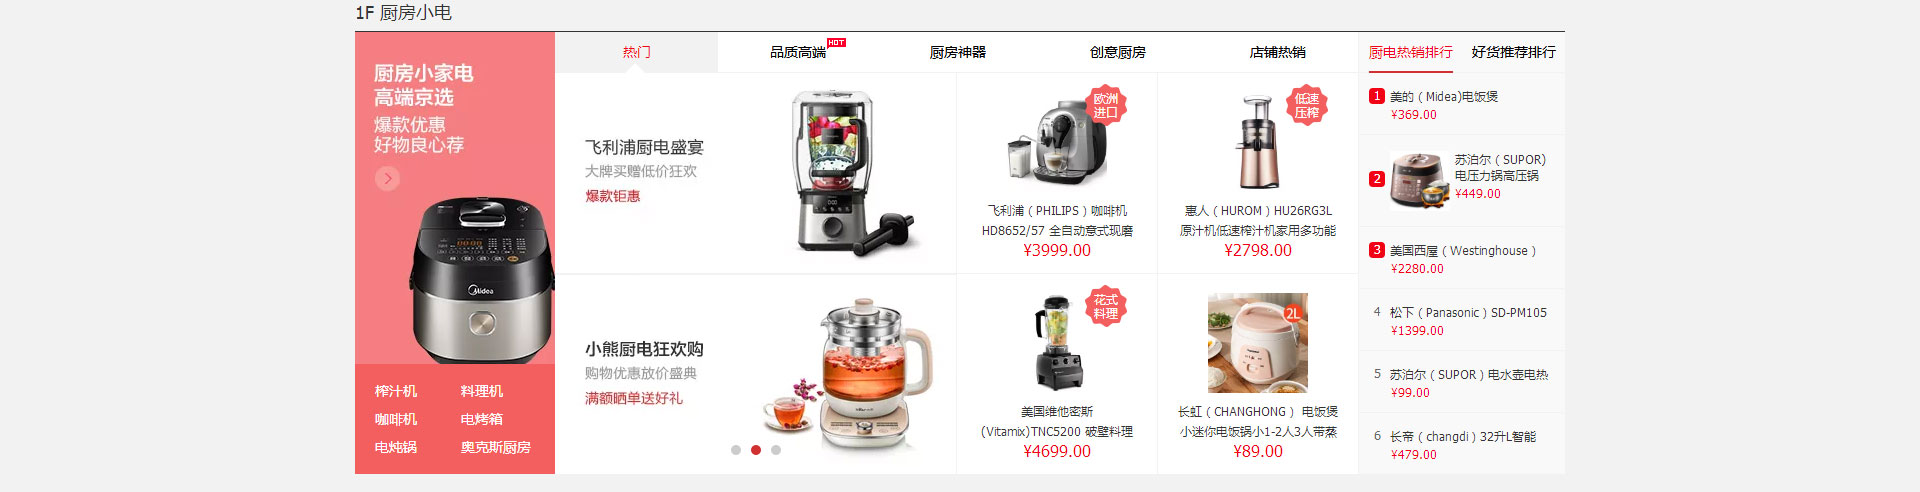 1F 厨房小电
厨房小家电
高端京选
爆款优惠
好物良心荐
Midea
榨汁机 料理机
咖啡机 电烤箱
电炖锅 奥克斯厨房
热门 品质高端 HOT 厨房神器 创意厨房 店铺热销
飞利浦厨电盛宴
大牌买赠低价狂欢
爆款钜惠
小熊厨电狂欢购
购物优惠放价盛典
满额晒单送好礼
欧洲
进口
飞利浦（PHILIPS）咖啡机
HD8652/57 全自动意式现磨
¥3999.00
低速
压榨
惠人（HUROM）HU26RG3L
原汁机低速榨汁机家用多功能
¥2798.00
花式
料理
美国维他密斯
(Vitamix)TNC5200 破壁料理
¥4699.00
2L
长虹（CHANGHONG） 电饭煲
小迷你电饭锅小1-2人3人带蒸
¥89.00
厨电热销排行 好货推荐排行
1 美的（Midea)电饭煲
¥369.00
2 苏泊尔（SUPOR)
电压力锅高压锅
¥449.00
3 美国西屋（Westinghouse ）
¥2280.00
4 松下（Panasonic）SD-PM105
¥1399.00
5 苏泊尔（SUPOR）电水壶电热
¥99.00
6 长帝（changdi）32升L智能
¥479.00